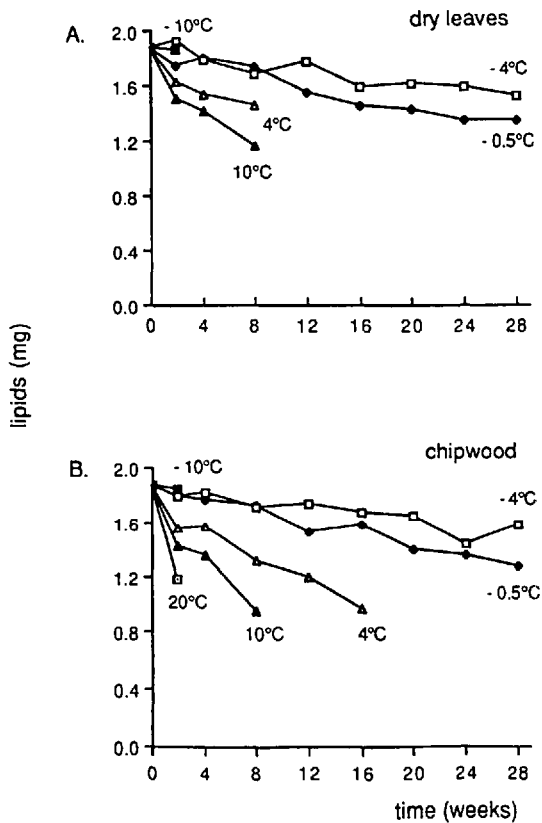 dry leaves
A.
- 10°C
2.0
1.6
1.2
0.8
0.4
0.0
- 4°C
- 0.5°C
4°C
10°C
0 4 8 12 16 20 24 28
lipids (mg)
chipwood
B.
- 10°C
2.0
1.6
1.2
0.8
0.4
0.0
- 4°C
- 0.5°C
20°C
10°C
4°C
0 4 8 12 16 20 24 28
time (weeks)